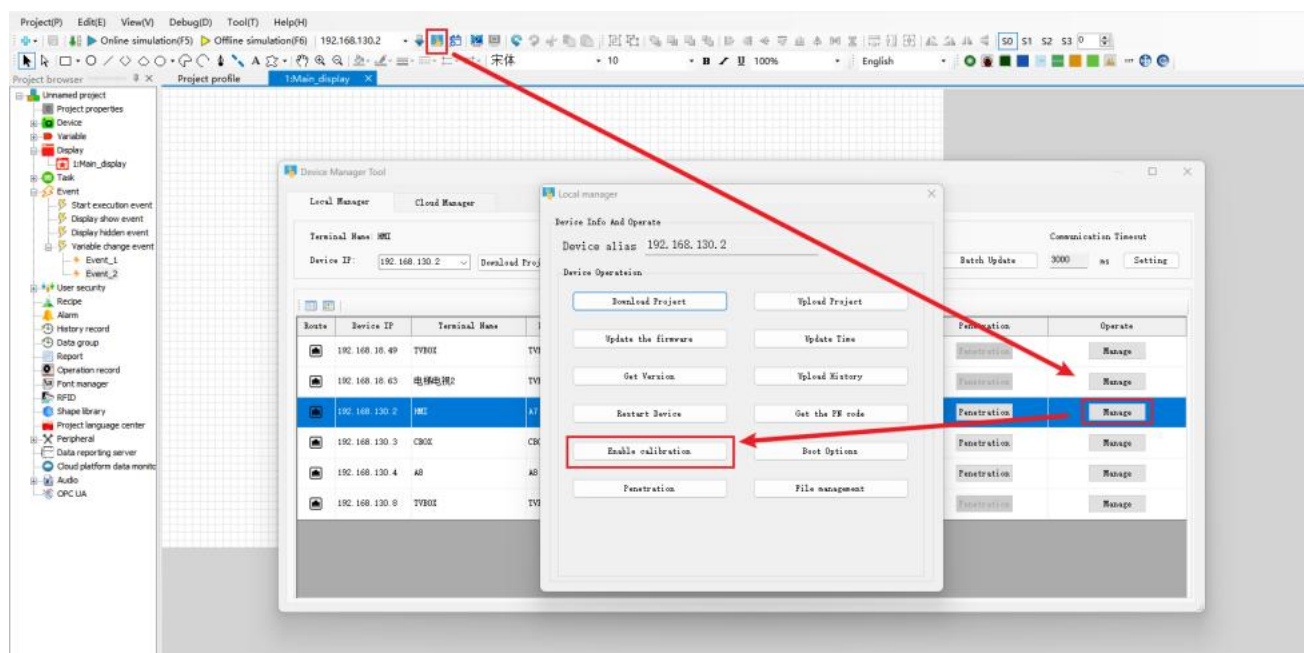 Project(P) Edit(E) View(V) Debug(D) Tool(T) Help(H)
Online simulation(F5) Offline simulation(F6) 192.168.130.2 S0 S1 S2 S3 0
A 宋体 10 B I U 100% English
Project browser Project profile 1:Main_display
Unnamed project
Project properties
Device
Variable
Display
1:Main_display
Task
Event
Start execution event
Display show event
Display hidden event
Variable change event
Event_1
Event_2
User security
Recipe
Alarm
History record
Data group
Report
Operation record
Font manager
RFID
Shape library
Project language center
Peripheral
Data reporting server
Cloud platform data monito
Audio
OPC UA
Device Manager Tool
Local Manager Cloud Manager
Terminal Name: HMI Communication Timeout
Device IP: 192.168.130.2 Download Proj Batch Update 3000 ms Setting
Route Device IP Terminal Name Penetration Operate
192.168.18.49 TVBOX TVB Penetration Manage
192.168.18.63 电梯电视2 TVB Penetration Manage
192.168.130.2 HMI A7 Penetration Manage
192.168.130.3 CBOX CBO Penetration Manage
192.168.130.4 A8 A8 Penetration Manage
192.168.130.8 TVBOX TVB Penetration Manage
Local manager
Device Info And Operate
Device alias 192.168.130.2
Device Operateion
Download Project Upload Project
Update the firmware Update Time
Get Version Upload History
Restart Device Get the PN code
Enable calibration Boot Options
Penetration File management